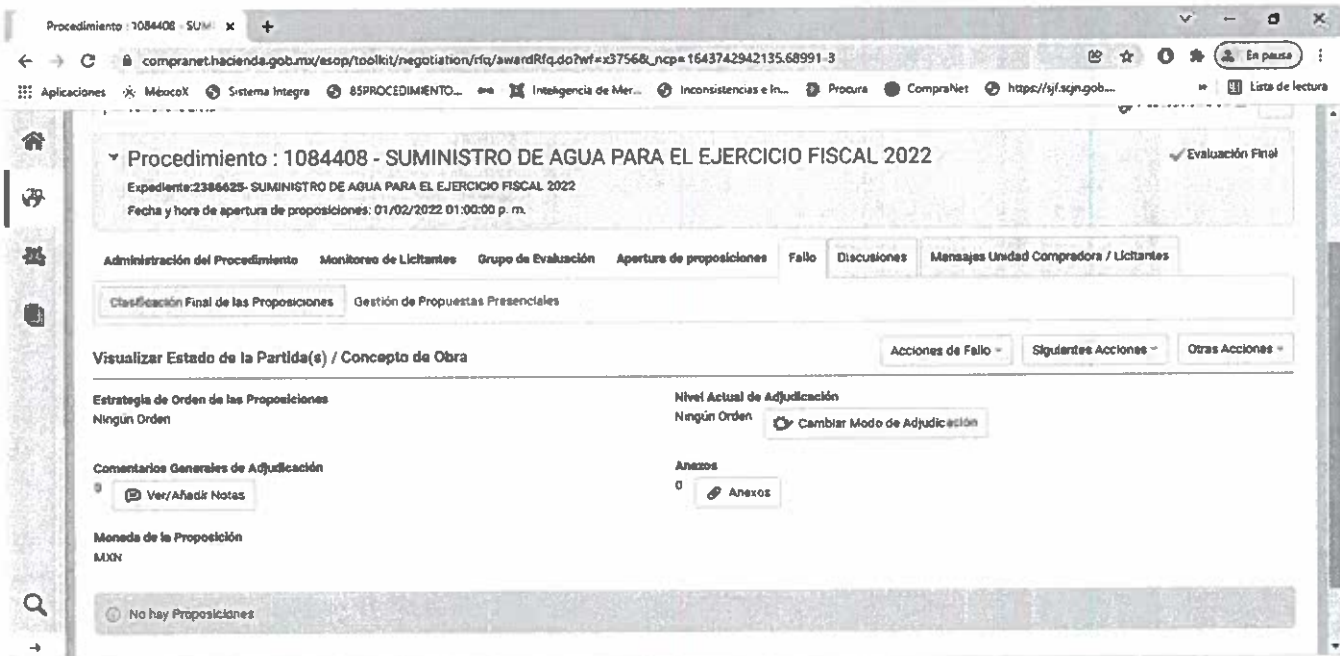 Procedimiento : 1084408 - SUM
compranet.hacienda.gob.mx/esop/toolkit/negotiation/rfq/awardRfq.do?wf=x3756&_ncp=1643742942135.68991-3
En pausa
Aplicaciones MéxicoX Sistema Integra 85PROCEDIMIENTO... Inteligencia de Mer... Inconsistencias e In... Procura CompraNet https://sjf.scjn.gob.... » Lista de lectura
Procedimiento : 1084408 - SUMINISTRO DE AGUA PARA EL EJERCICIO FISCAL 2022
Evaluación Final
Expediente:2386625- SUMINISTRO DE AGUA PARA EL EJERCICIO FISCAL 2022
Fecha y hora de apertura de proposiciones: 01/02/2022 01:00:00 p. m.
Administración del Procedimiento Monitoreo de Licitantes Grupo de Evaluación Apertura de proposiciones Fallo Discusiones Mensajes Unidad Compradora / Licitantes
Clasificación Final de las Proposiciones Gestión de Propuestas Presenciales
Visualizar Estado de la Partida(s) / Concepto de Obra
Acciones de Fallo Siguientes Acciones Otras Acciones
Estrategia de Orden de las Proposiciones
Ningún Orden
Nivel Actual de Adjudicación
Ningún Orden Cambiar Modo de Adjudicación
Comentarios Generales de Adjudicación
0 Ver/Añadir Notas
Anexos
0 Anexos
Moneda de la Proposición
MXN
No hay Proposiciones